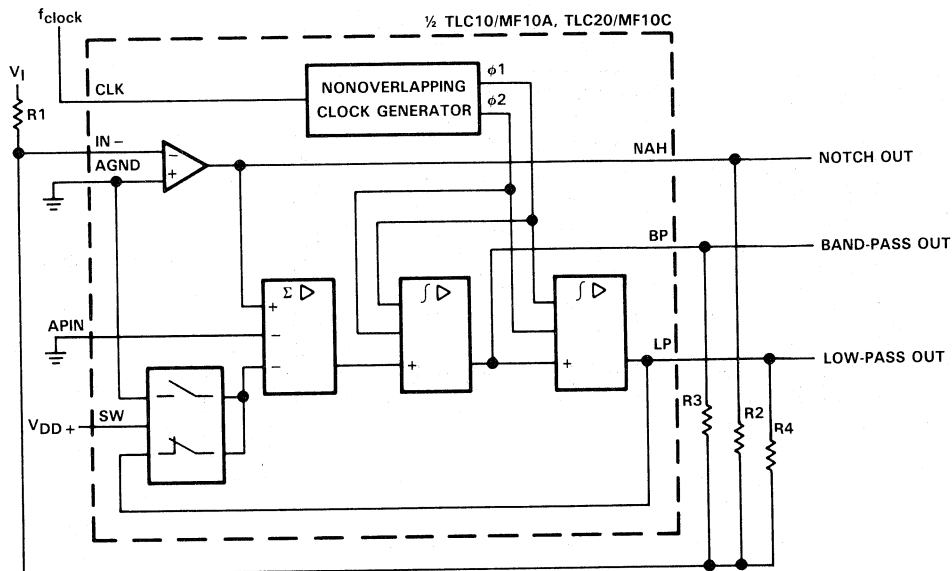 ½ TLC10/MF10A, TLC20/MF10C
fclock
CLK
NONOVERLAPPING
CLOCK GENERATOR
ϕ1
ϕ2
VI
R1
IN –
AGND
–
+
NAH
NOTCH OUT
BP
BAND-PASS OUT
Σ ▷
∫ ▷
∫ ▷
+
–
–
+
+
APIN
LP
LOW-PASS OUT
VDD+
SW
R3
R2
R4